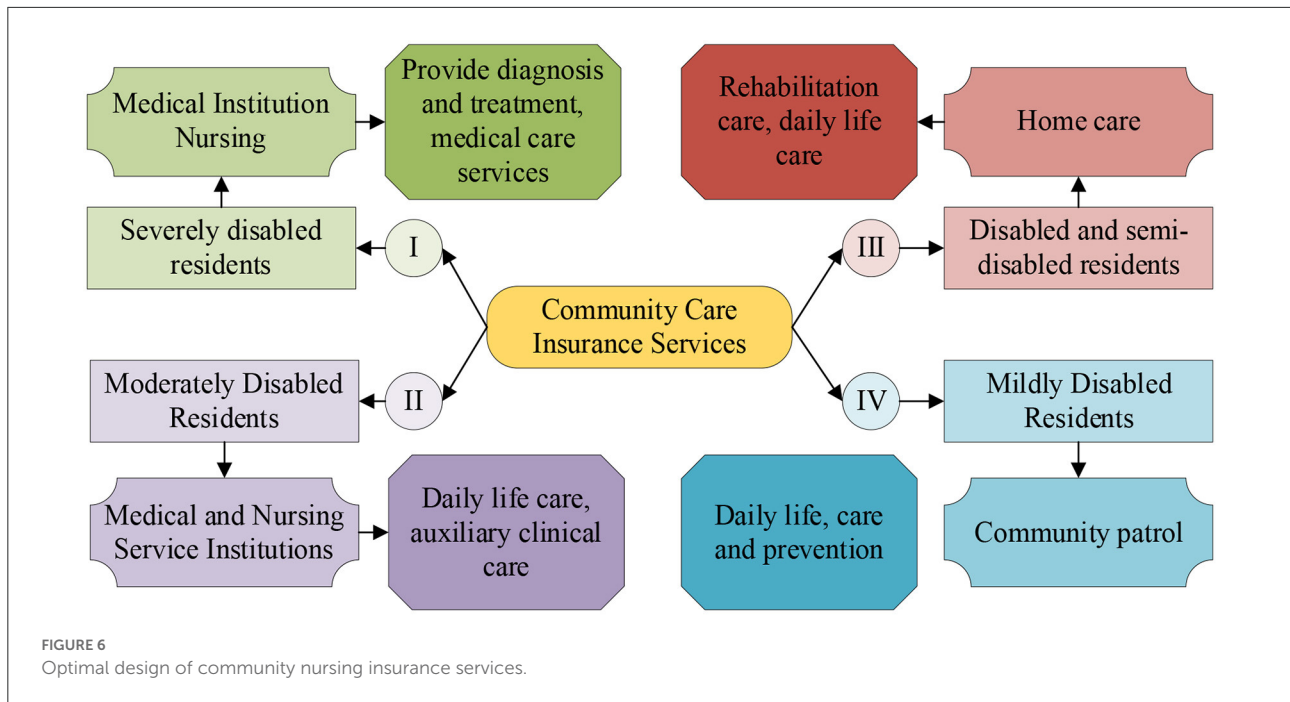 Medical Institution
Nursing
Provide diagnosis
and treatment,
medical care
services
Severely disabled
residents
I
Rehabilitation
care, daily life
care
Home care
III
Disabled and semi-
disabled residents
Community Care
Insurance Services
Moderately Disabled
Residents
II
Medical and Nursing
Service Institutions
Daily life care,
auxiliary clinical
care
IV
Mildly Disabled
Residents
Daily life, care
and prevention
Community patrol
FIGURE 6
Optimal design of community nursing insurance services.